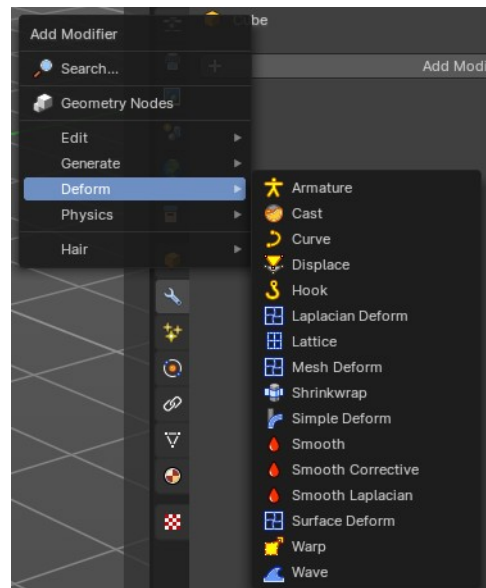 Cube
Add Modifier
Search...
Add Modi
Geometry Nodes
Edit
Generate
Deform
Physics
Hair
Armature
Cast
Curve
Displace
Hook
Laplacian Deform
Lattice
Mesh Deform
Shrinkwrap
Simple Deform
Smooth
Smooth Corrective
Smooth Laplacian
Surface Deform
Warp
Wave